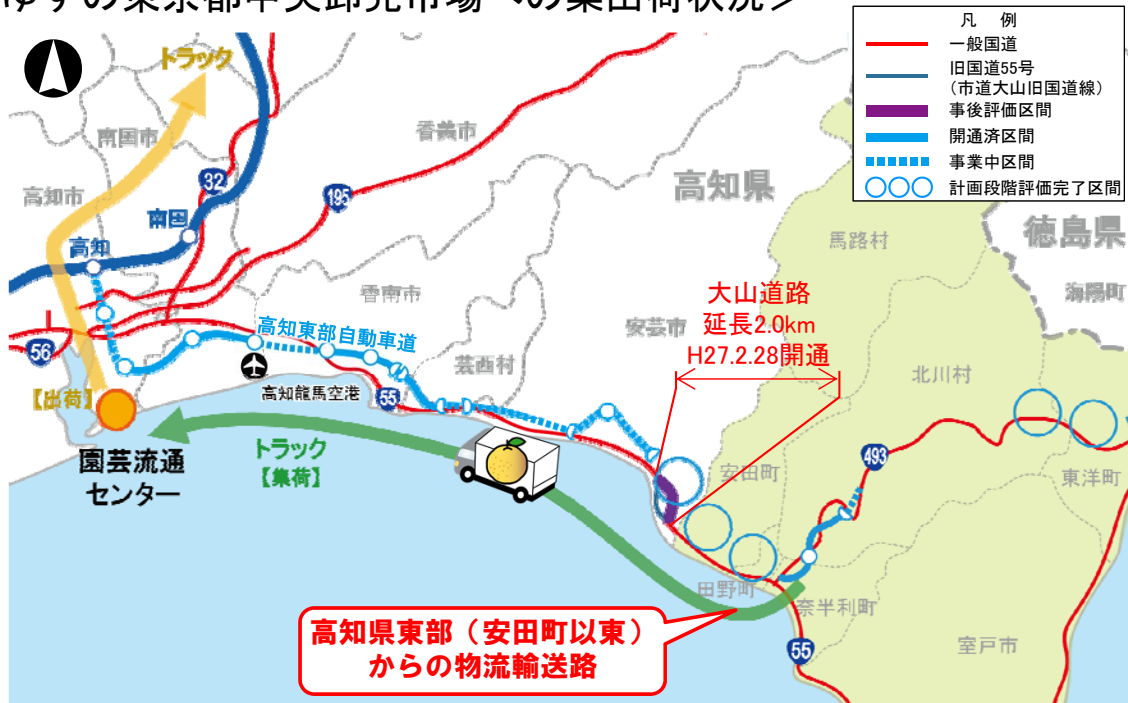 ゆずの東京都中央卸売市場への集出荷状況>
凡 例
一般国道
旧国道55号
(市道大山旧国道線)
事後評価区間
開通済区間
事業中区間
計画段階評価完了区間
トラック
南国市
香美市
高知市
32
195
高知県
徳島県
南国
高知
馬路村
海陽町
香南市
大山道路
延長2.0km
H27.2.28開通
安芸市
高知東部自動車道
芸西村
北川村
56
【出荷】
高知龍馬空港
55
トラック
【集荷】
園芸流通
センター
493
安田町
東洋町
田野町
奈半利町
高知県東部(安田町以東)
からの物流輸送路
55
室戸市